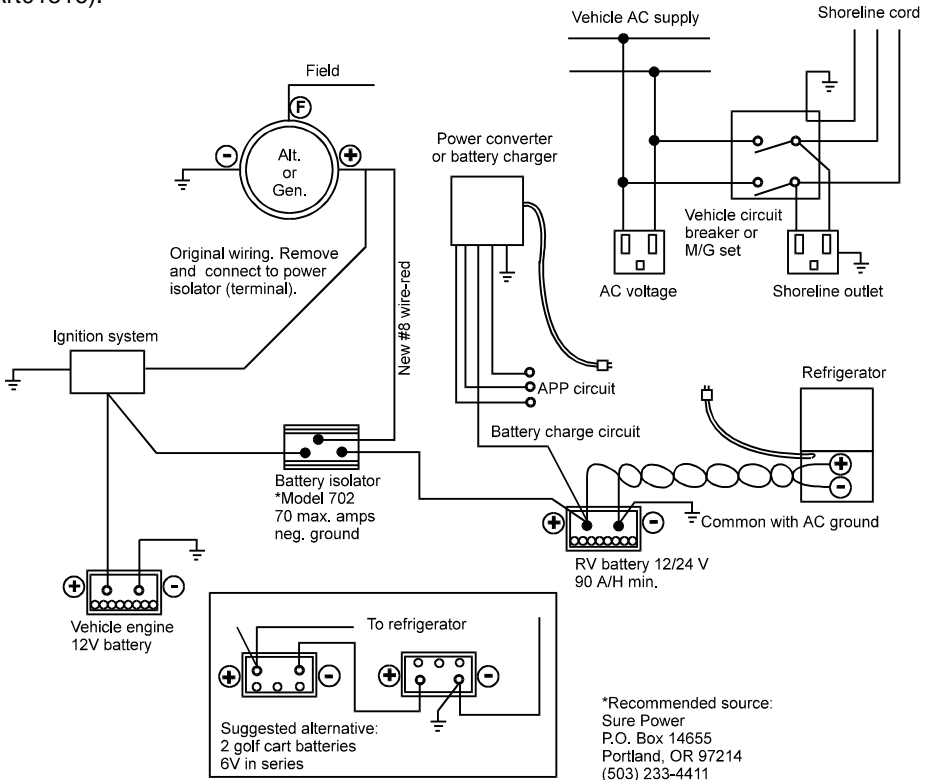 Vehicle AC supply
Shoreline cord
Field
F
Alt.
or
Gen.
Power converter
or battery charger
Vehicle circuit
breaker or
M/G set
Original wiring. Remove
and connect to power
isolator (terminal).
New #8 wire-red
AC voltage
Shoreline outlet
Ignition system
APP circuit
Refrigerator
Battery charge circuit
Battery isolator
*Model 702
70 max. amps
neg. ground
Common with AC ground
RV battery 12/24 V
90 A/H min.
Vehicle engine
12V battery
To refrigerator
Suggested alternative:
2 golf cart batteries
6V in series
*Recommended source:
Sure Power
P.O. Box 14655
Portland, OR 97214
(503) 233-4411